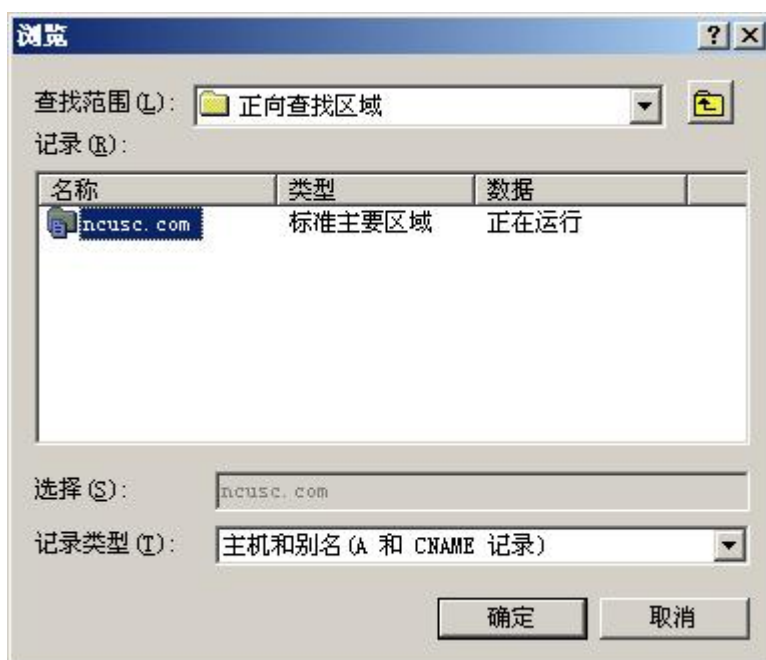 浏览
查找范围(L): 正向查找区域
记录(R):
名称 类型 数据
ncusc.com 标准主要区域 正在运行
选择(S): ncusc.com
记录类型(T): 主机和别名(A 和 CNAME 记录)
确定 取消